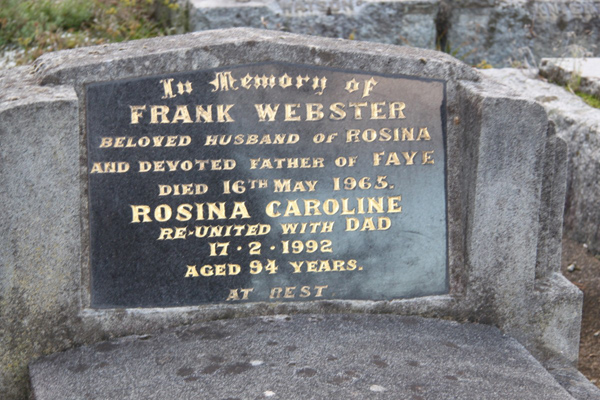 In Memory of
FRANK WEBSTER
BELOVED HUSBAND OF ROSINA
AND DEVOTED FATHER OF FAYE
DIED 16TH MAY 1965.
ROSINA CAROLINE
RE-UNITED WITH DAD
17·2·1992
AGED 94 YEARS.
AT REST